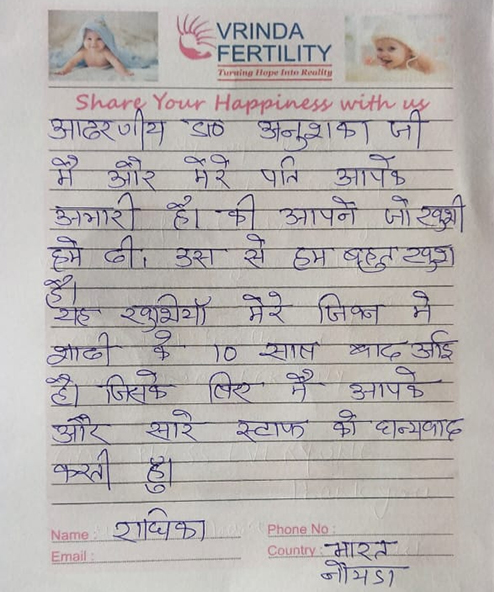 VRINDA
FERTILITY
Turning Hope Into Reality
Share Your Happiness with us
आदरणीय डा० अनुशका जी
मै और मेरे पति आपके
अभारी है। की आपने जो खुशी
हमे दी। उस से हम बहुत खुश
है।
यह खुशियाँ मेरे जिवन मे
शादी के 10 साल बाद आई
है। जिसके लिए मै आपके
और सारे स्टाफ को धन्यवाद
करती हु।
Name : राधिका
Phone No :
Email :
Country : भारत
नोयडा